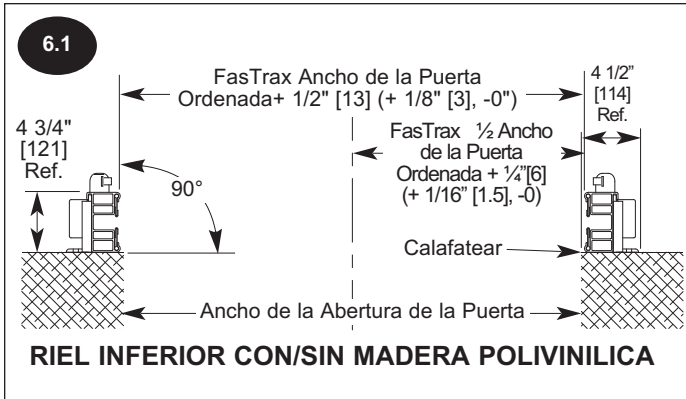 6.1
FasTrax Ancho de la Puerta
Ordenada+ 1/2" [13] (+ 1/8" [3], -0")
4 1/2”
[114]
Ref.
4 3/4"
[121]
Ref.
FasTrax ½ Ancho
de la Puerta
Ordenada + ¼”[6]
(+ 1/16” [1.5], -0)
90°
Calafatear
Ancho de la Abertura de la Puerta
RIEL INFERIOR CON/SIN MADERA POLIVINILICA